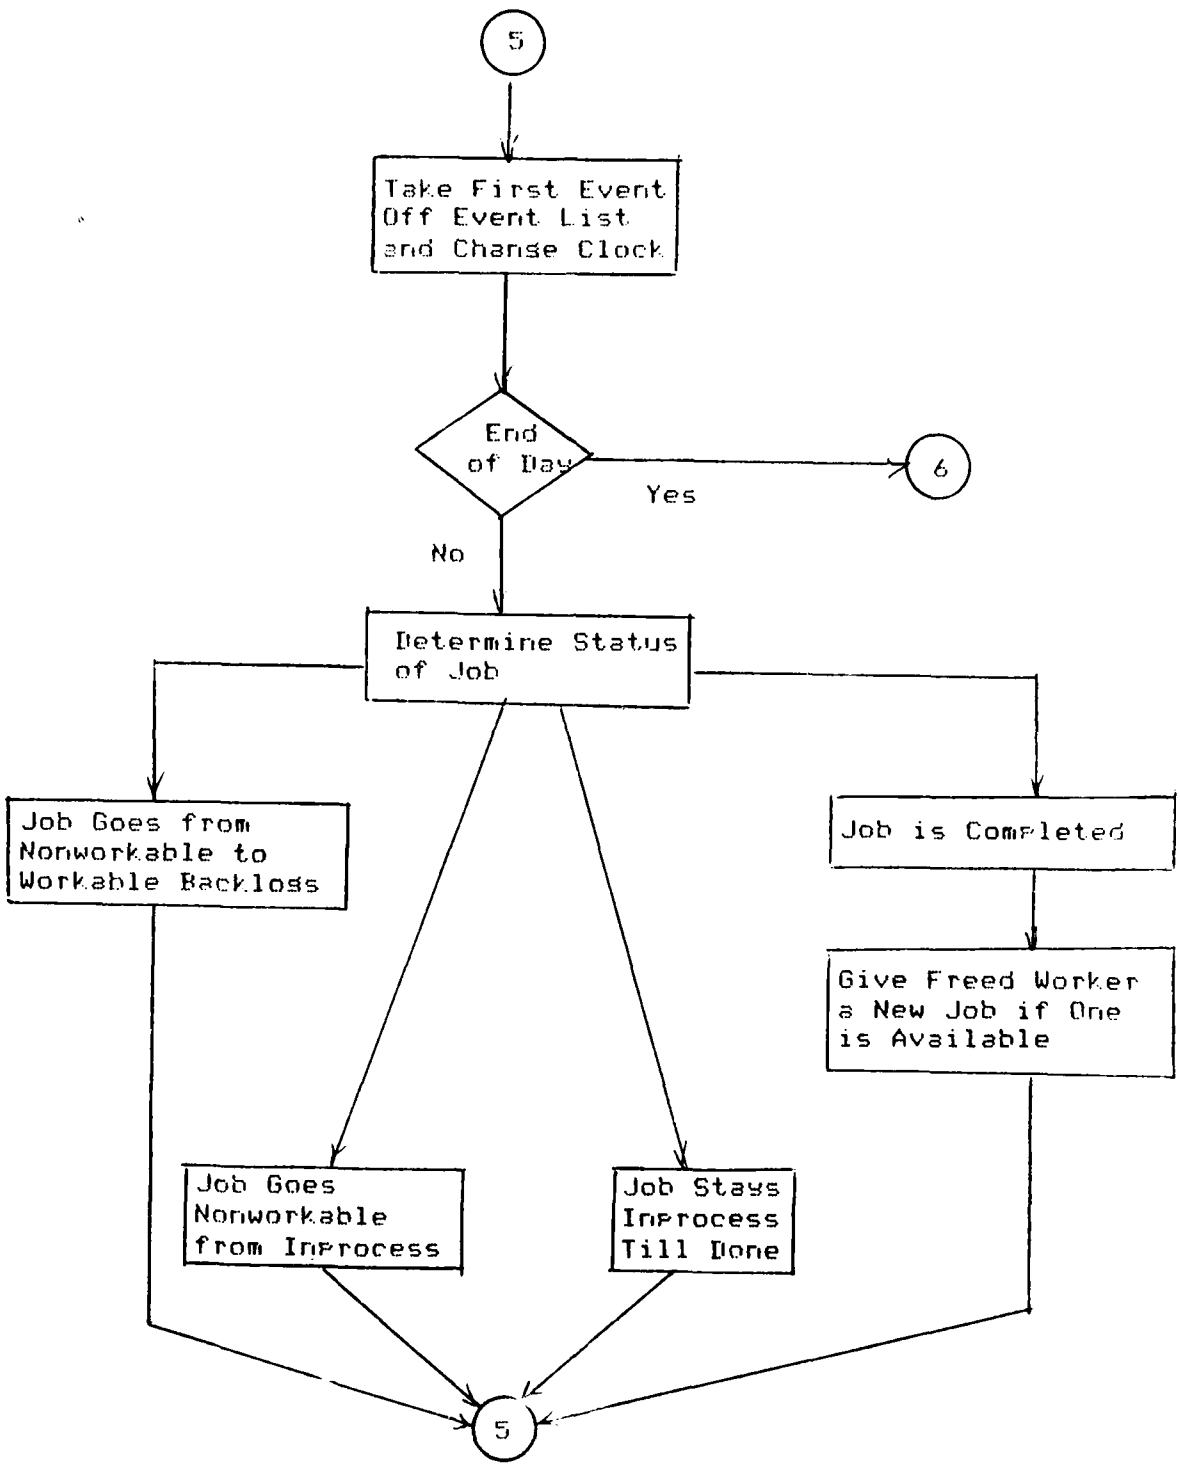 5
Take First Event
Off Event List
and Change Clock
End
of Day
6
Yes
No
Determine Status
of Job
Job Goes from
Nonworkable to
Workable Backlogs
Job is Completed
Give Freed Worker
a New Job if One
is Available
Job Goes
Nonworkable
from Inprocess
Job Stays
Inprocess
Till Done
5